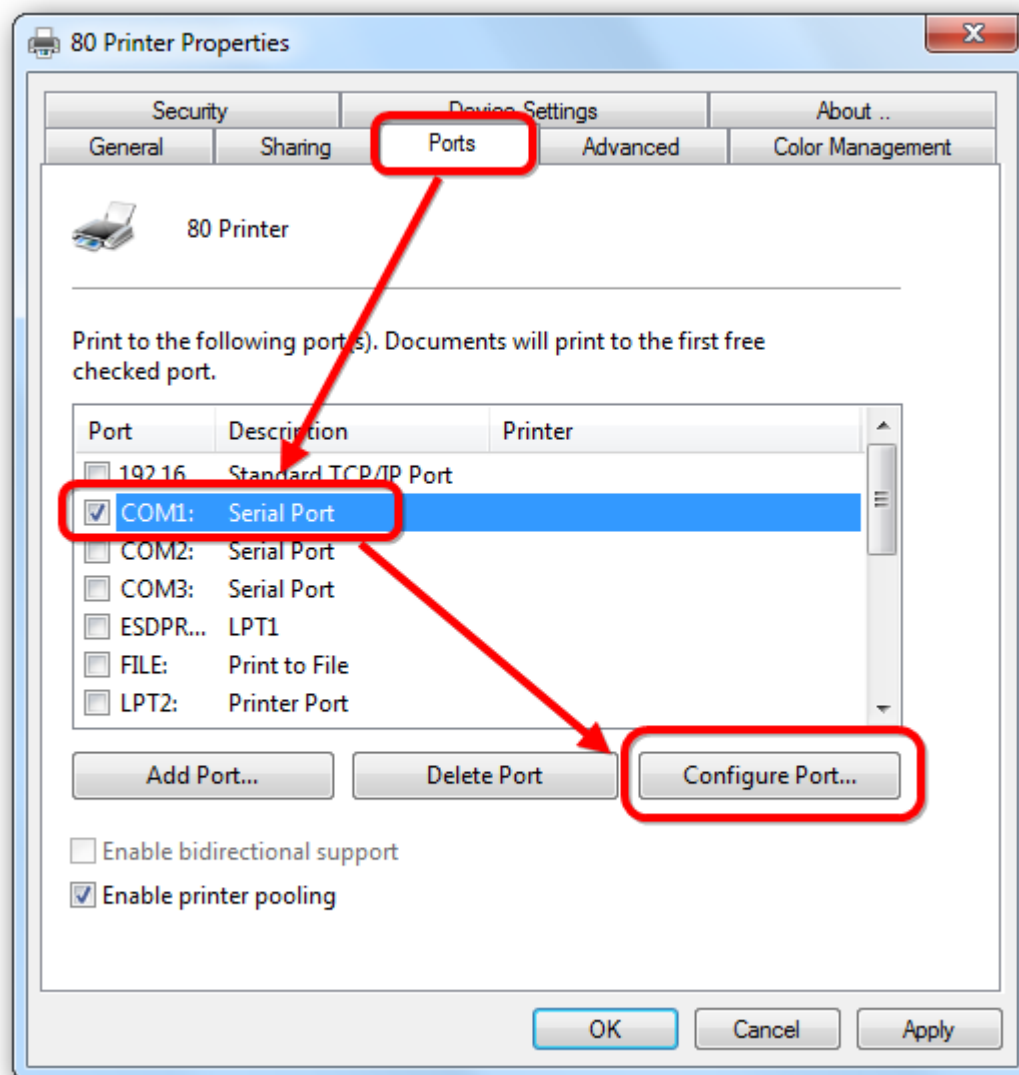 80 Printer Properties
Security Device Settings About ..
General Sharing Ports Advanced Color Management
80 Printer
Print to the following port(s). Documents will print to the first free
checked port.
Port Description Printer
192.16... Standard TCP/IP Port
COM1: Serial Port
COM2: Serial Port
COM3: Serial Port
ESDPR... LPT1
FILE: Print to File
LPT2: Printer Port
Add Port... Delete Port Configure Port...
Enable bidirectional support
Enable printer pooling
OK Cancel Apply